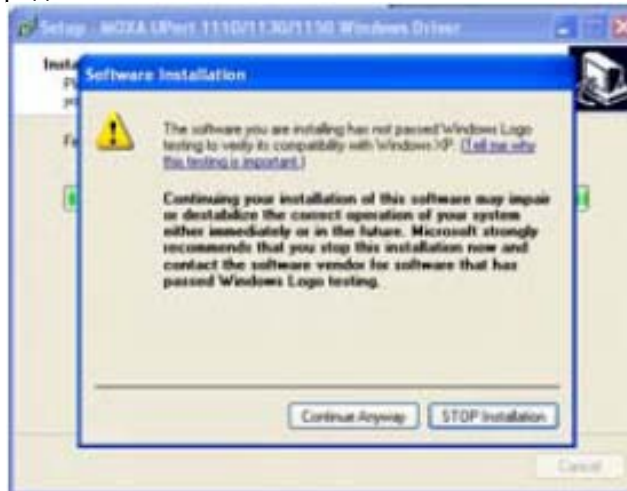 Setup - MOXA UPort 1110/1130/1150 Windows Driver
Software Installation
The software you are installing has not passed Windows Logo
testing to verify its compatibility with Windows XP. (Tell me why
this testing is important.)
Continuing your installation of this software may impair
or destabilize the correct operation of your system
either immediately or in the future. Microsoft strongly
recommends that you stop this installation now and
contact the software vendor for software that has
passed Windows Logo testing.
Continue Anyway
STOP Installation
Cancel